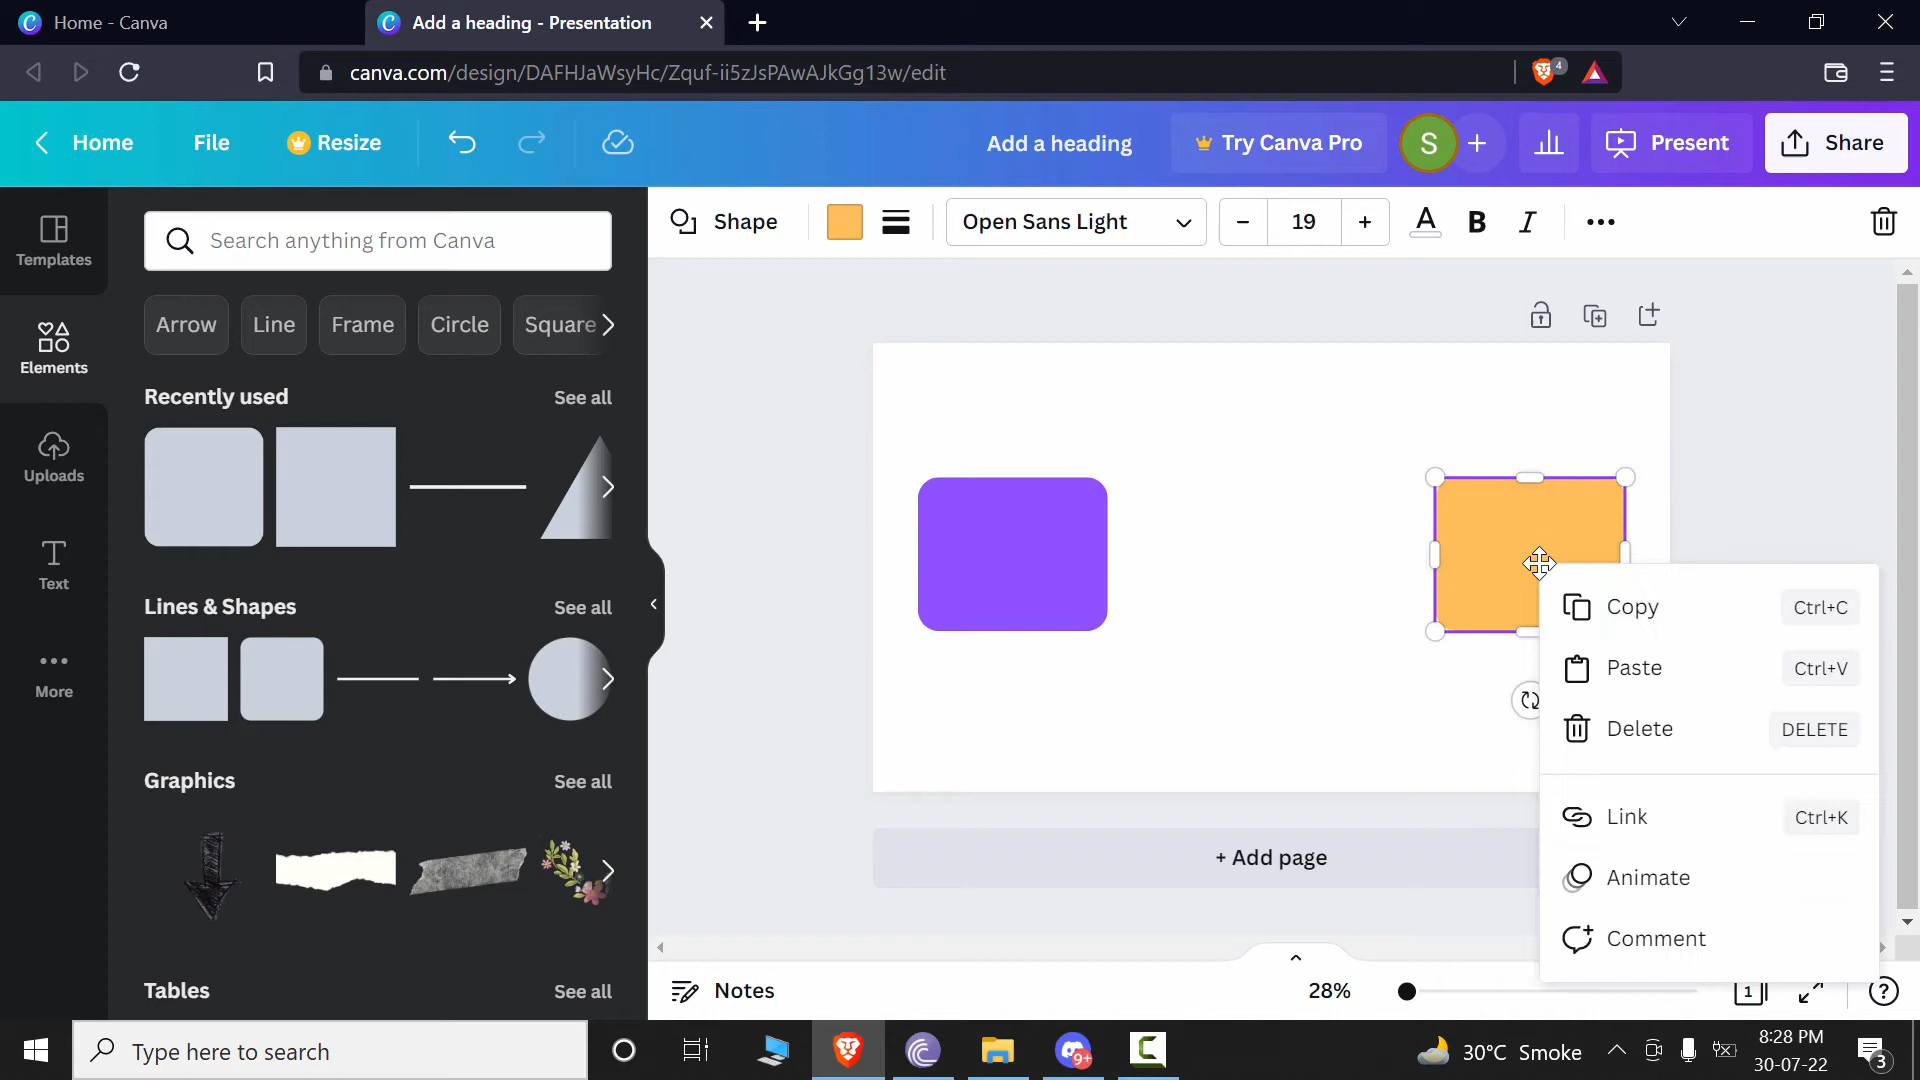 Home - Canva
Add a heading - Presentation
canva.com/design/DAFHJaWsyHc/Zquf-ii5zJsPAwAJkGg13w/edit
4
Home
File
Resize
Add a heading
Try Canva Pro
S
Present
Share
Templates
Elements
Uploads
Text
More
Search anything from Canva
Arrow
Line
Frame
Circle
Square
Recently used
See all
Lines & Shapes
See all
Graphics
See all
Tables
See all
Shape
Open Sans Light
19
A
B
I
Copy
Ctrl+C
Paste
Ctrl+V
Delete
DELETE
Link
Ctrl+K
Animate
Comment
+ Add page
Notes
28%
1
?
Type here to search
9+
30°C Smoke
8:28 PM
30-07-22
3